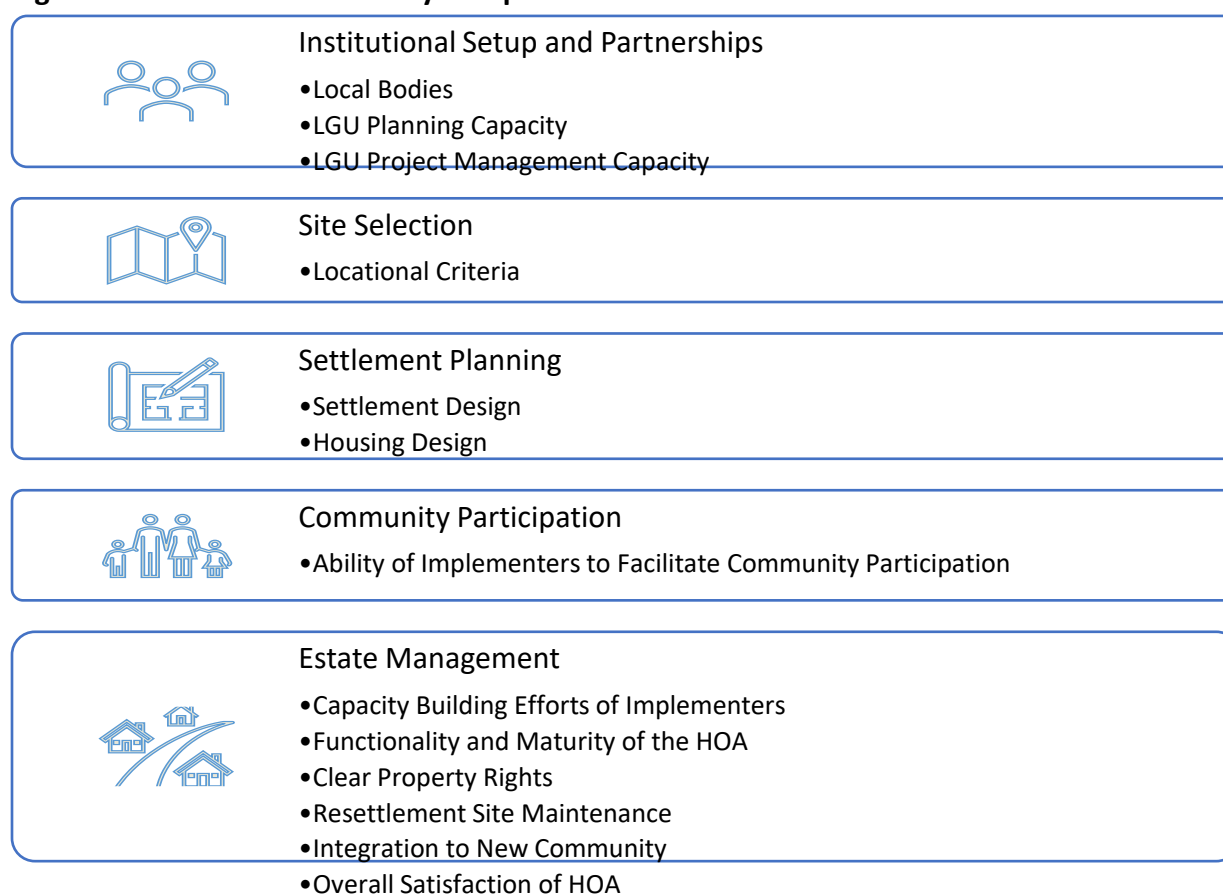 Institutional Setup and Partnerships
•Local Bodies
•LGU Planning Capacity
•LGU Project Management Capacity
Site Selection
•Locational Criteria
Settlement Planning
•Settlement Design
•Housing Design
Community Participation
•Ability of Implementers to Facilitate Community Participation
Estate Management
•Capacity Building Efforts of Implementers
•Functionality and Maturity of the HOA
•Clear Property Rights
•Resettlement Site Maintenance
•Integration to New Community
•Overall Satisfaction of HOA